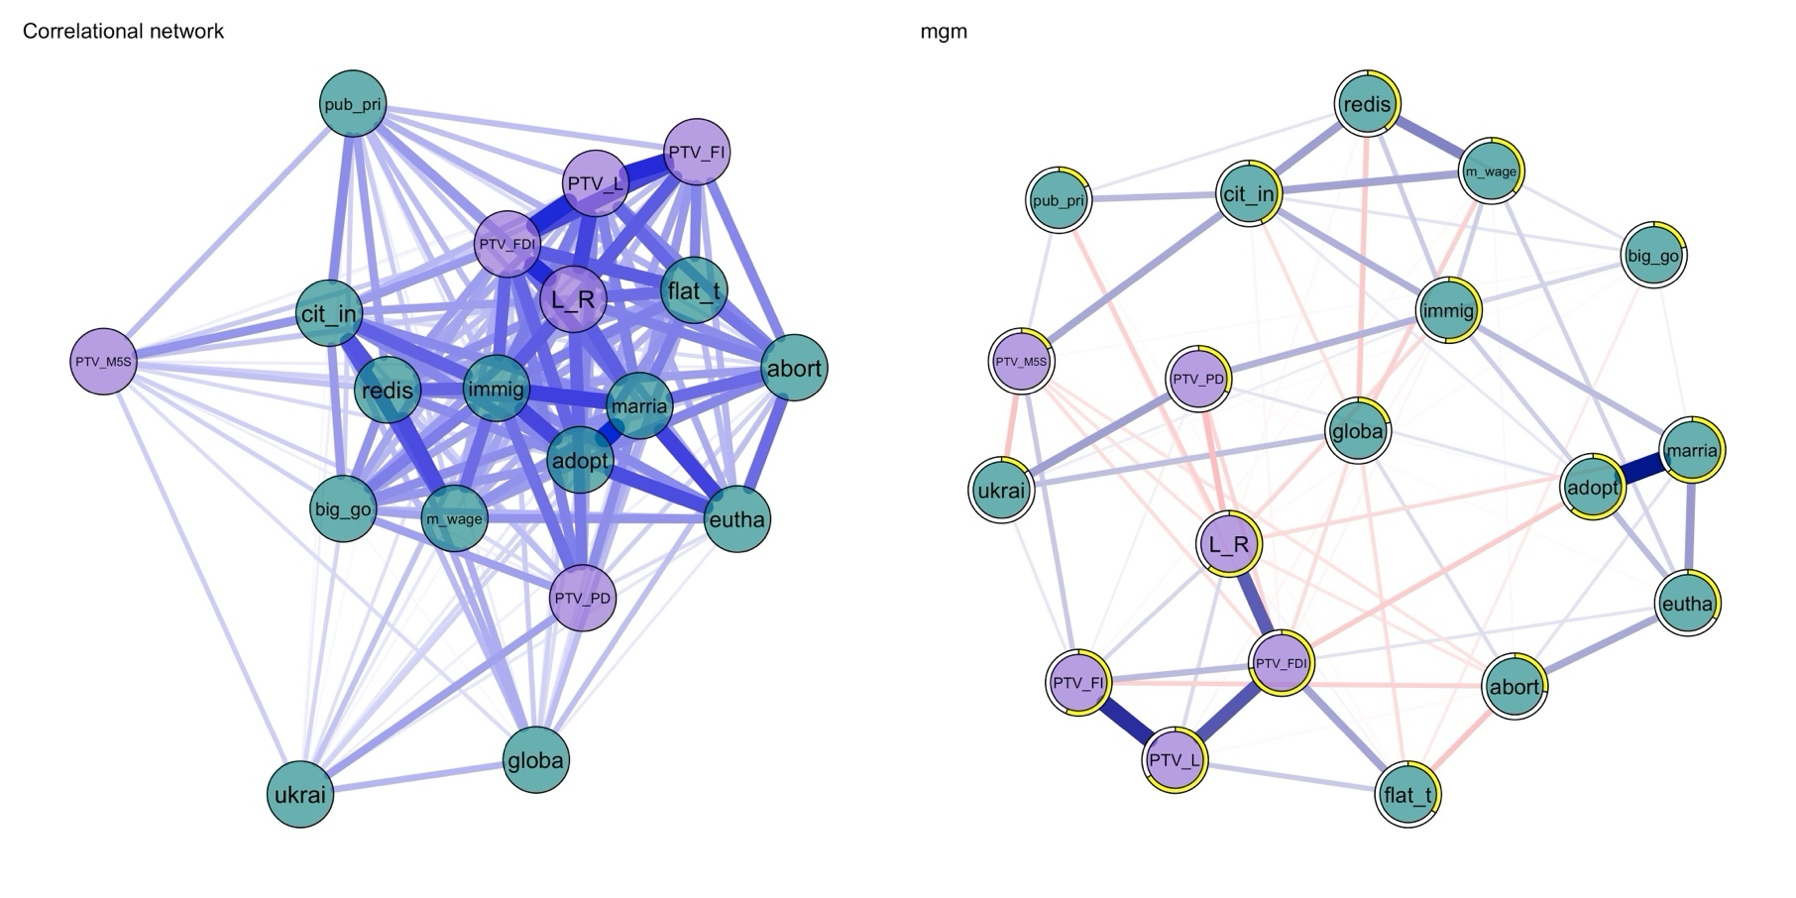 Correlational network
pub_pri
PTV_FI
PTV_L
PTV_FDI
flat_t
L_R
cit_in
PTV_M5S
abort
redis
immig
marria
adopt
big_go
m_wage
eutha
PTV_PD
globa
ukrai
mgm
redis
m_wage
cit_in
pub_pri
big_go
immig
PTV_M5S
PTV_PD
globa
marria
adopt
ukrai
L_R
eutha
PTV_FDI
PTV_FI
abort
PTV_L
flat_t